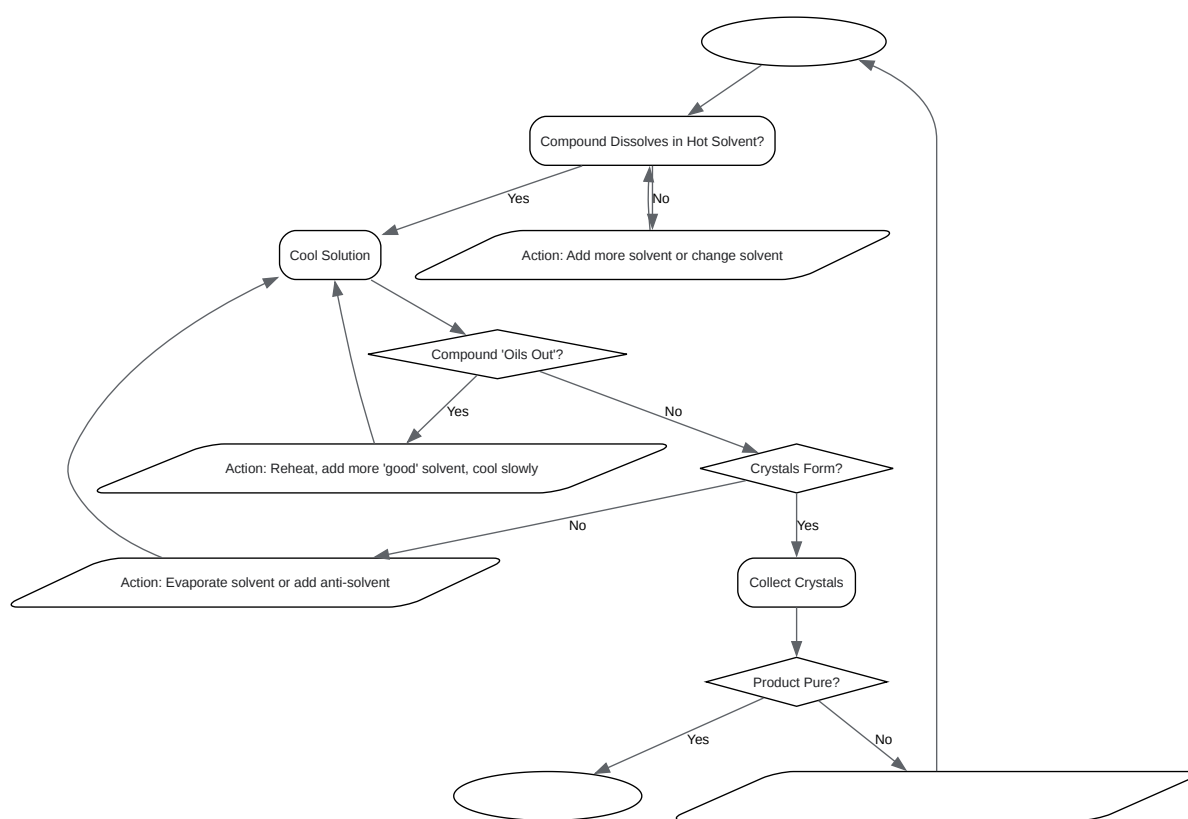 Compound Dissolves in Hot Solvent?
Yes
No
Cool Solution
Action: Add more solvent or change solvent
Compound 'Oils Out'?
Yes
No
Action: Reheat, add more 'good' solvent, cool slowly
Crystals Form?
No
Yes
Action: Evaporate solvent or add anti-solvent
Collect Crystals
Product Pure?
Yes
No